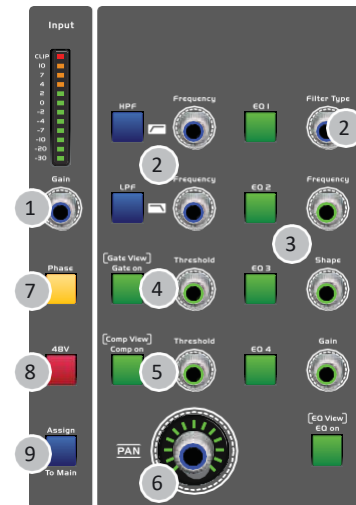 Input
CLIP
10
7
4
2
0
-2
-4
-7
-10
-20
-30
Gain
1
Phase
7
48V
8
Assign
9
To Main
HPF
Frequency
EQ 1
Filter Type
2
2
LPF
Frequency
EQ 2
Frequency
3
[Gate View]
Gate on
Threshold
4
EQ 3
Shape
[Comp View]
Comp on
Threshold
5
EQ 4
Gain
PAN
6
[EQ View]
EQ on